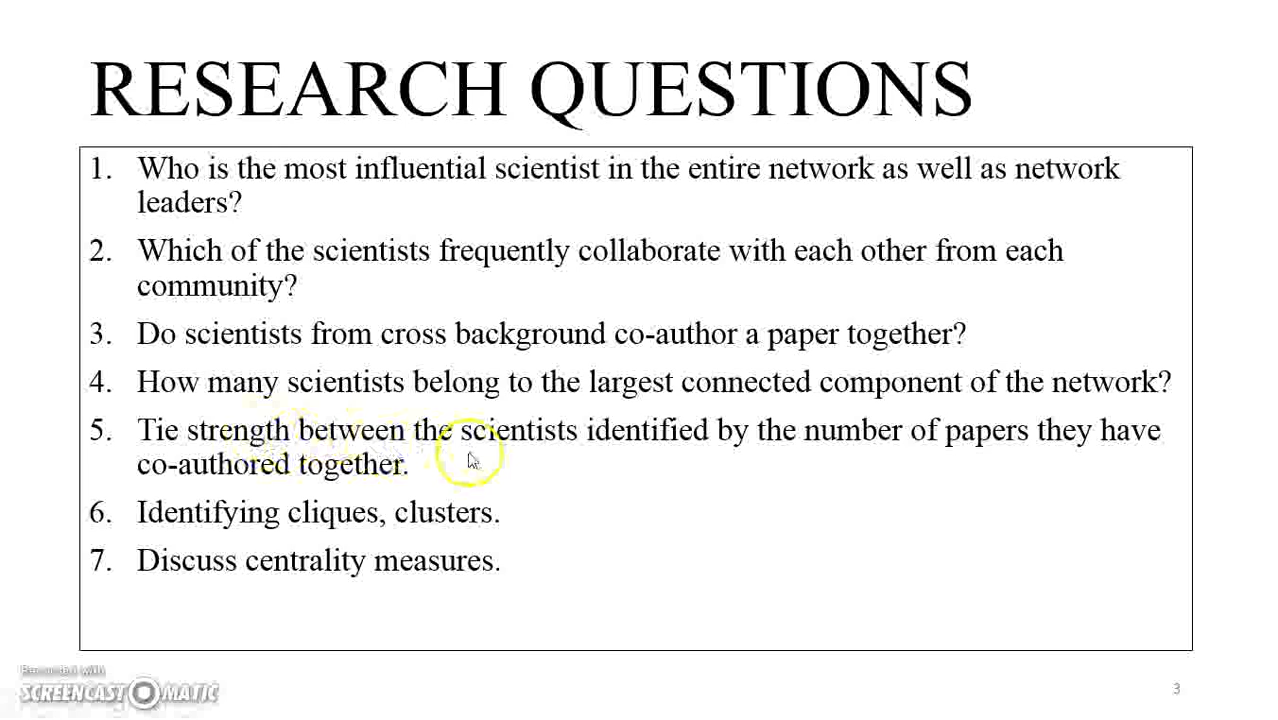 RESEARCH QUESTIONS
1. Who is the most influential scientist in the entire network as well as network
leaders?
2. Which of the scientists frequently collaborate with each other from each
community?
3. Do scientists from cross background co-author a paper together?
4. How many scientists belong to the largest connected component of the network?
5. Tie strength between the scientists identified by the number of papers they have
co-authored together.
6. Identifying cliques, clusters.
7. Discuss centrality measures.
Recorded with
SCREENCAST-O-MATIC
3